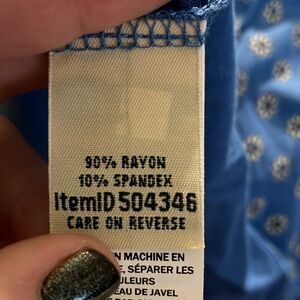 90% RAYON
10% SPANDEX
ItemID 504346
CARE ON REVERSE
N MACHINE EN
, SÉPARER LES
ULEURS
EAU DE JAVEL